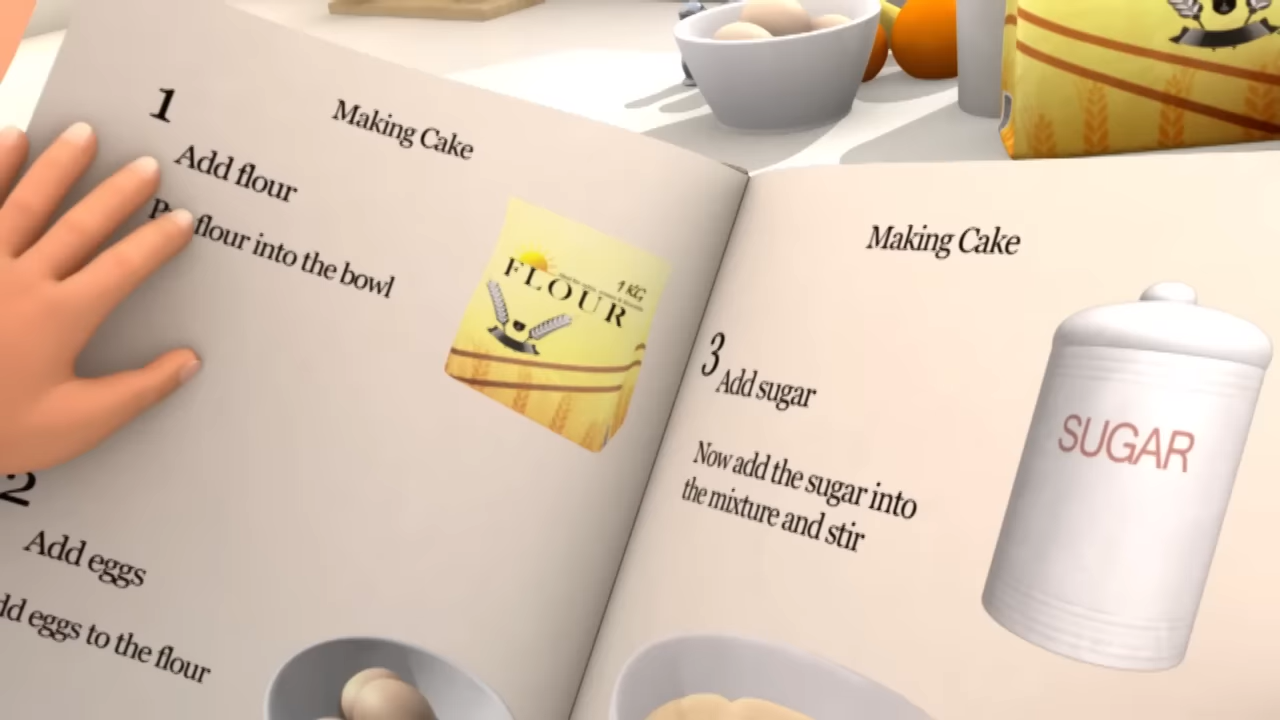 1
Making Cake
Add flour
flour into the bowl
FLOUR
1 KG
2
Add eggs
eggs to the flour
Making Cake
3
Add sugar
Now add the sugar into
the mixture and stir
SUGAR